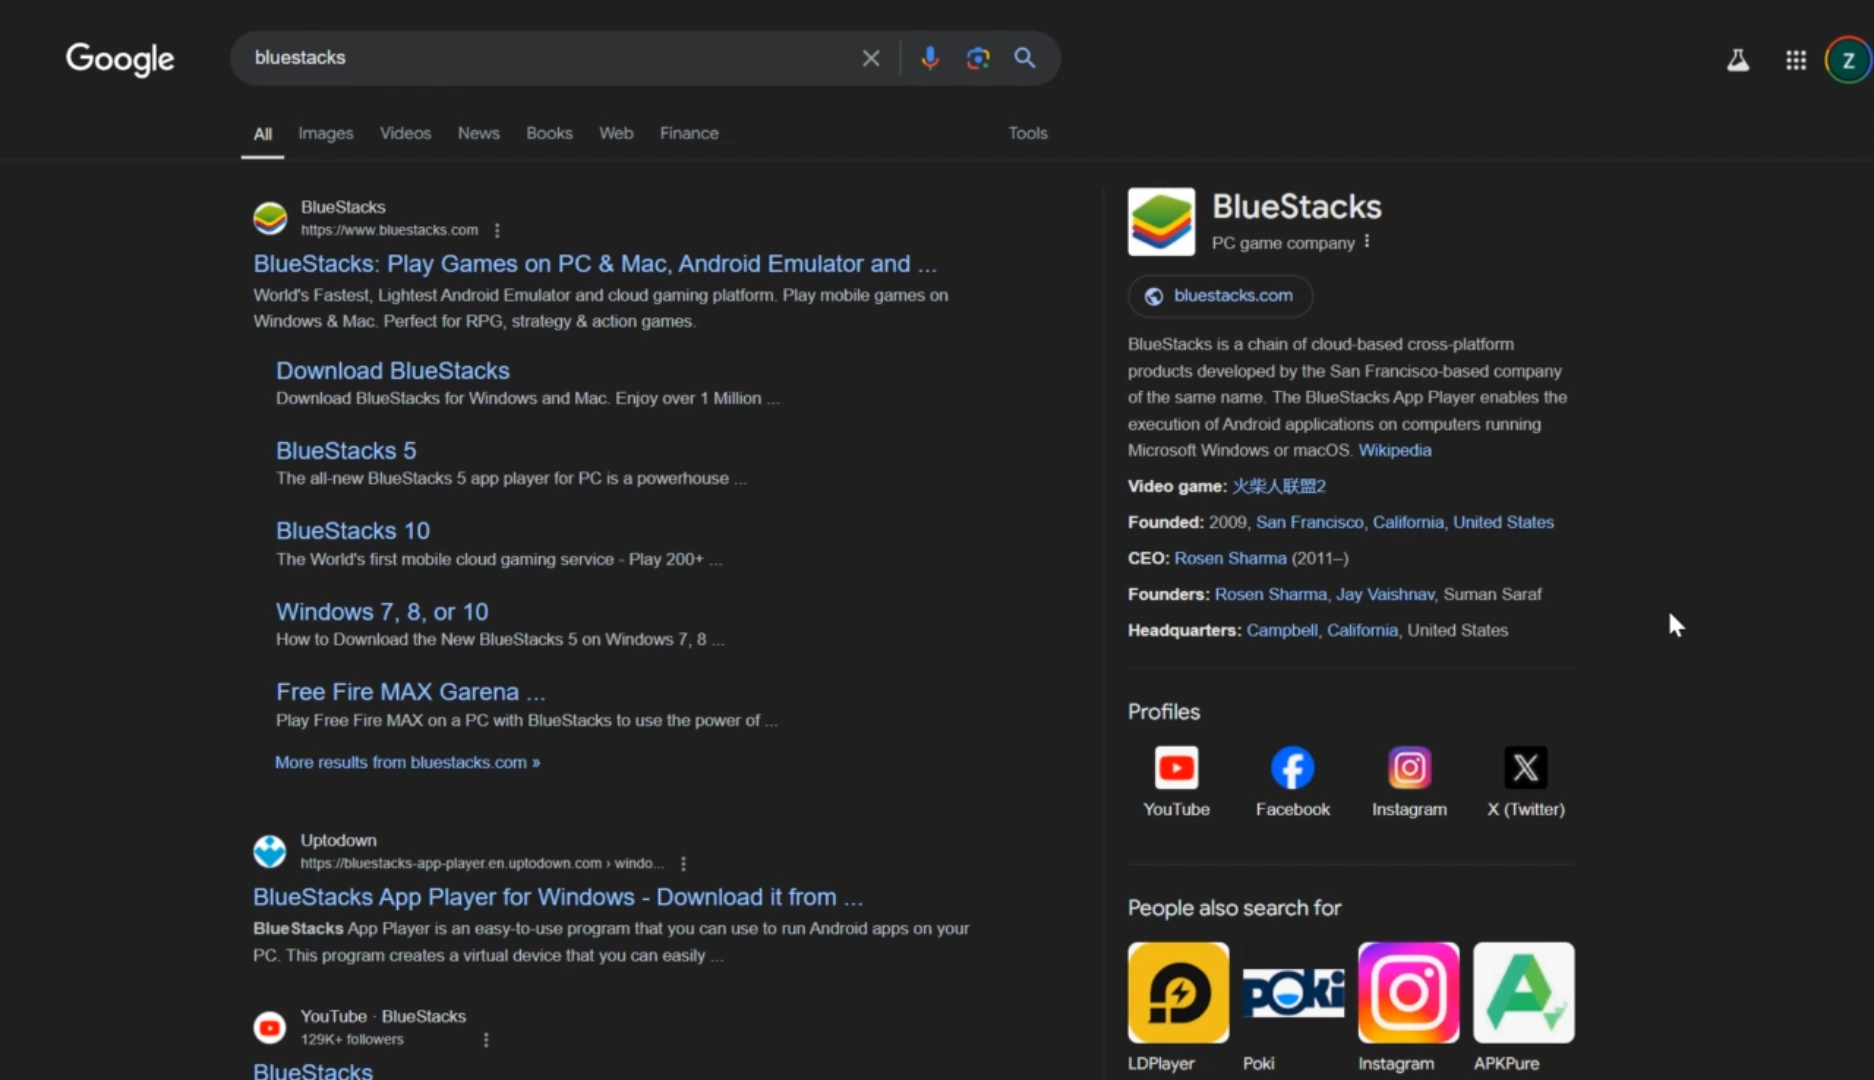 Google
bluestacks
Z
All Images Videos News Books Web Finance Tools
BlueStacks
https://www.bluestacks.com
BlueStacks: Play Games on PC & Mac, Android Emulator and ...
World's Fastest, Lightest Android Emulator and cloud gaming platform. Play mobile games on
Windows & Mac. Perfect for RPG, strategy & action games.
Download BlueStacks
Download BlueStacks for Windows and Mac. Enjoy over 1 Million ...
BlueStacks 5
The all-new BlueStacks 5 app player for PC is a powerhouse ...
BlueStacks 10
The World's first mobile cloud gaming service - Play 200+ ...
Windows 7, 8, or 10
How to Download the New BlueStacks 5 on Windows 7, 8 ...
Free Fire MAX Garena ...
Play Free Fire MAX on a PC with BlueStacks to use the power of ...
More results from bluestacks.com »
Uptodown
https://bluestacks-app-player.en.uptodown.com › windo...
BlueStacks App Player for Windows - Download it from ...
BlueStacks App Player is an easy-to-use program that you can use to run Android apps on your
PC. This program creates a virtual device that you can easily ...
YouTube · BlueStacks
129K+ followers
BlueStacks
BlueStacks
PC game company
bluestacks.com
BlueStacks is a chain of cloud-based cross-platform
products developed by the San Francisco-based company
of the same name. The BlueStacks App Player enables the
execution of Android applications on computers running
Microsoft Windows or macOS. Wikipedia
Video game: 火柴人联盟2
Founded: 2009, San Francisco, California, United States
CEO: Rosen Sharma (2011–)
Founders: Rosen Sharma, Jay Vaishnav, Suman Saraf
Headquarters: Campbell, California, United States
Profiles
YouTube Facebook Instagram X (Twitter)
People also search for
POKi
LDPlayer Poki Instagram APKPure